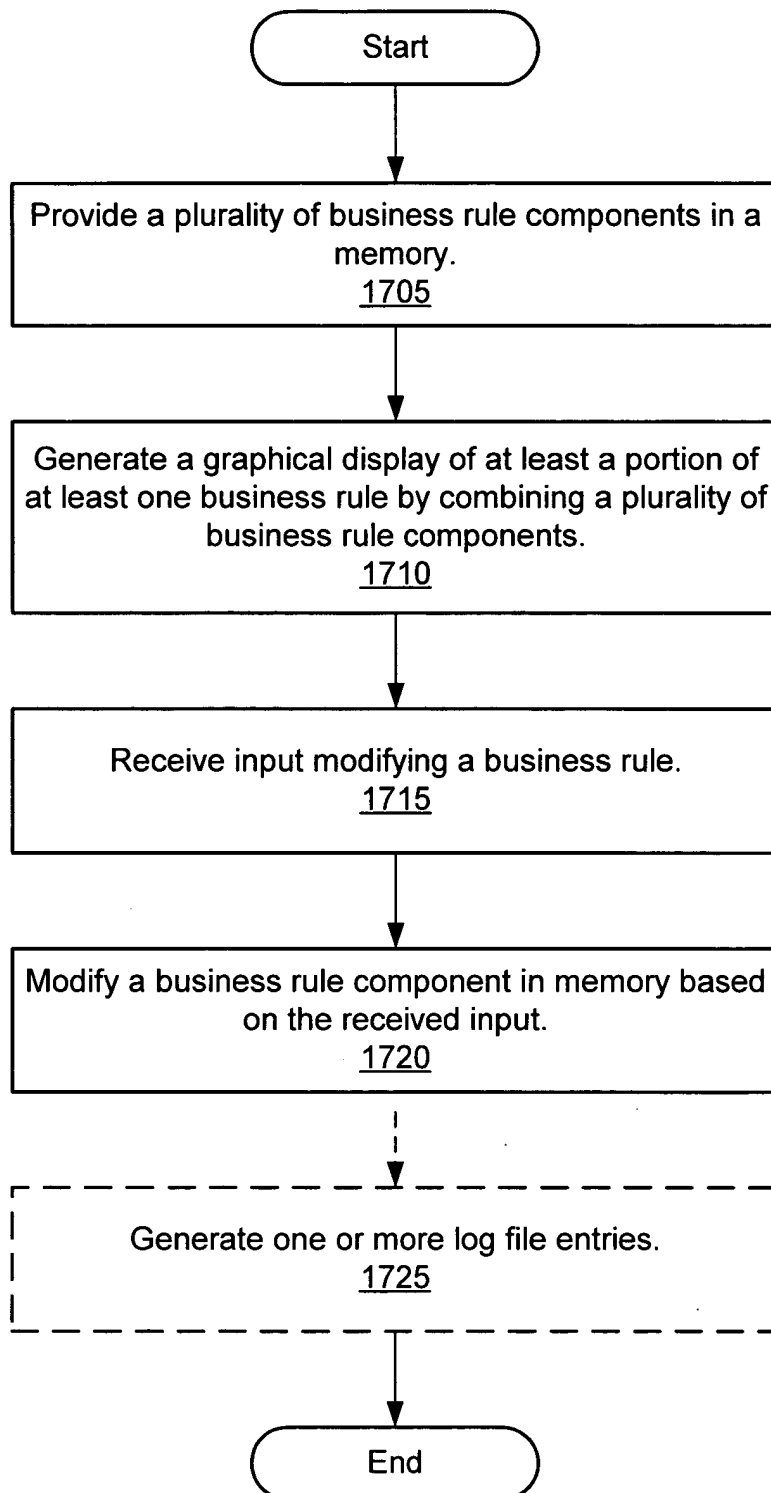 Start
Provide a plurality of business rule components in a
memory.
1705
Generate a graphical display of at least a portion of
at least one business rule by combining a plurality of
business rule components.
1710
Receive input modifying a business rule.
1715
Modify a business rule component in memory based
on the received input.
1720
Generate one or more log file entries.
1725
End